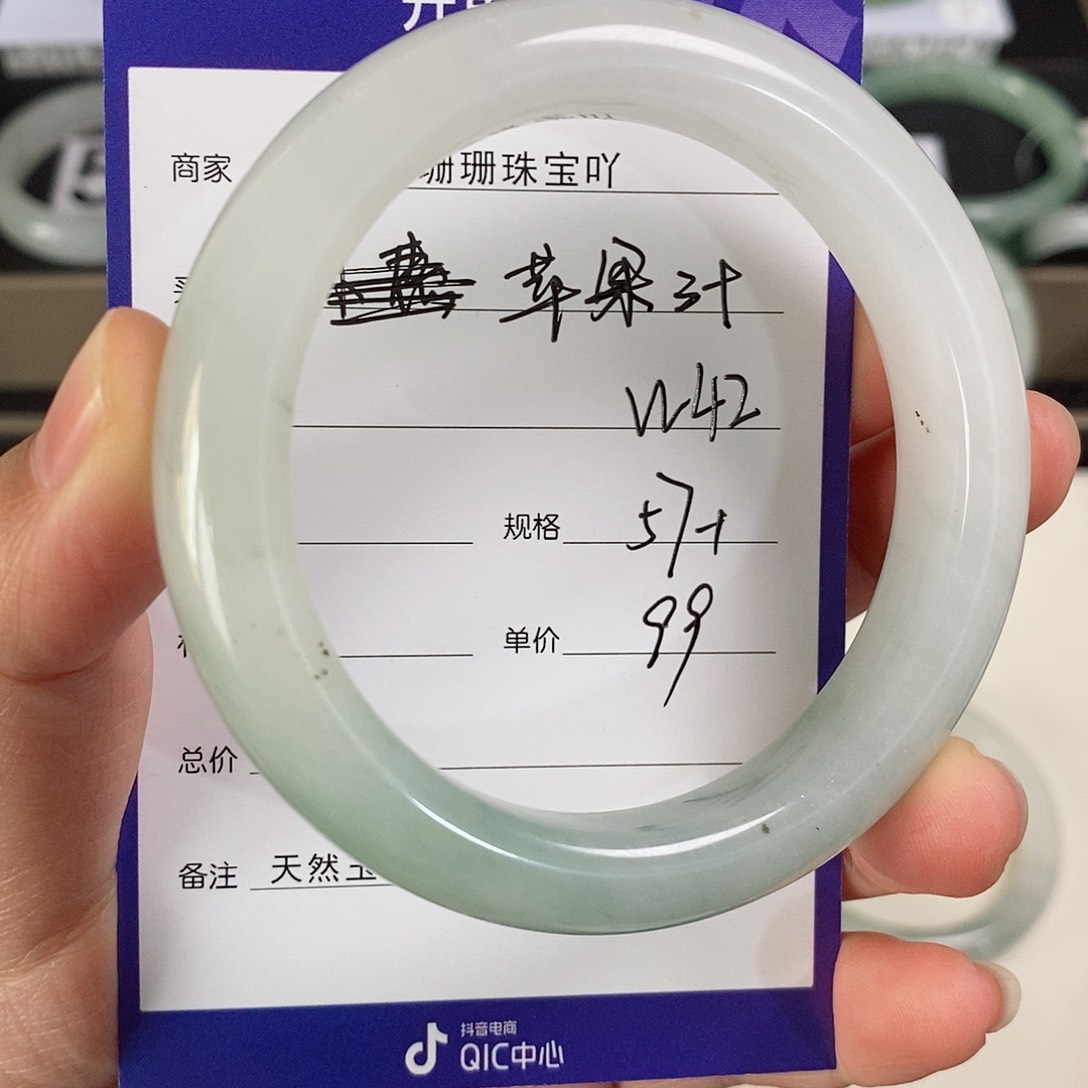 商家 珊珊珠宝吖
苹果汁
W42
规格 57+
单价 99
总价
备注 天然玉
抖音电商
QIC中心